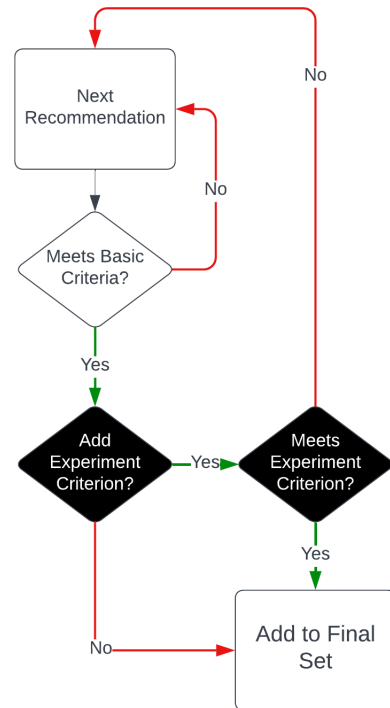 No
Next
Recommendation
No
Meets Basic
Criteria?
Yes
Add
Experiment
Criterion?
Yes
Meets
Experiment
Criterion?
Yes
No
Add to Final
Set